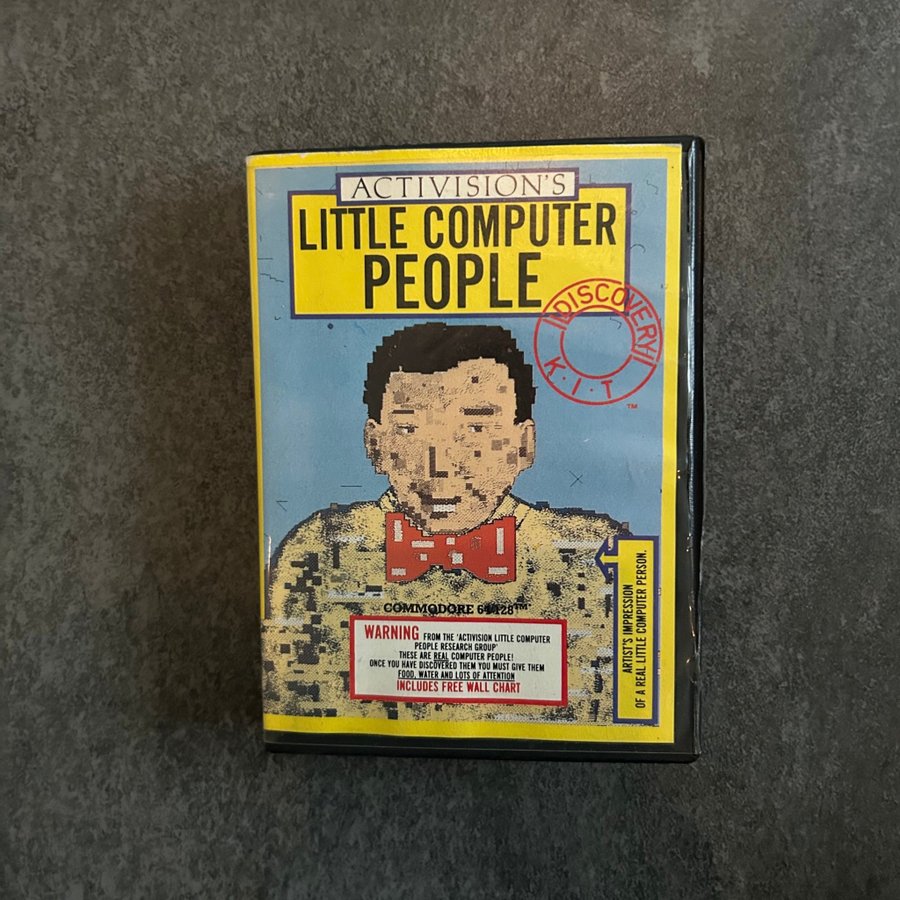 ACTIVISION'S
LITTLE COMPUTER
PEOPLE
DISCOVERY
K·I·T
™
COMMODORE 64/128™
WARNING FROM THE 'ACTIVISION LITTLE COMPUTER
PEOPLE RESEARCH GROUP'
THESE ARE REAL COMPUTER PEOPLE!
ONCE YOU HAVE DISCOVERED THEM YOU MUST GIVE THEM
FOOD, WATER AND LOTS OF ATTENTION
INCLUDES FREE WALL CHART
ARTIST'S IMPRESSION
OF A REAL LITTLE COMPUTER PERSON.